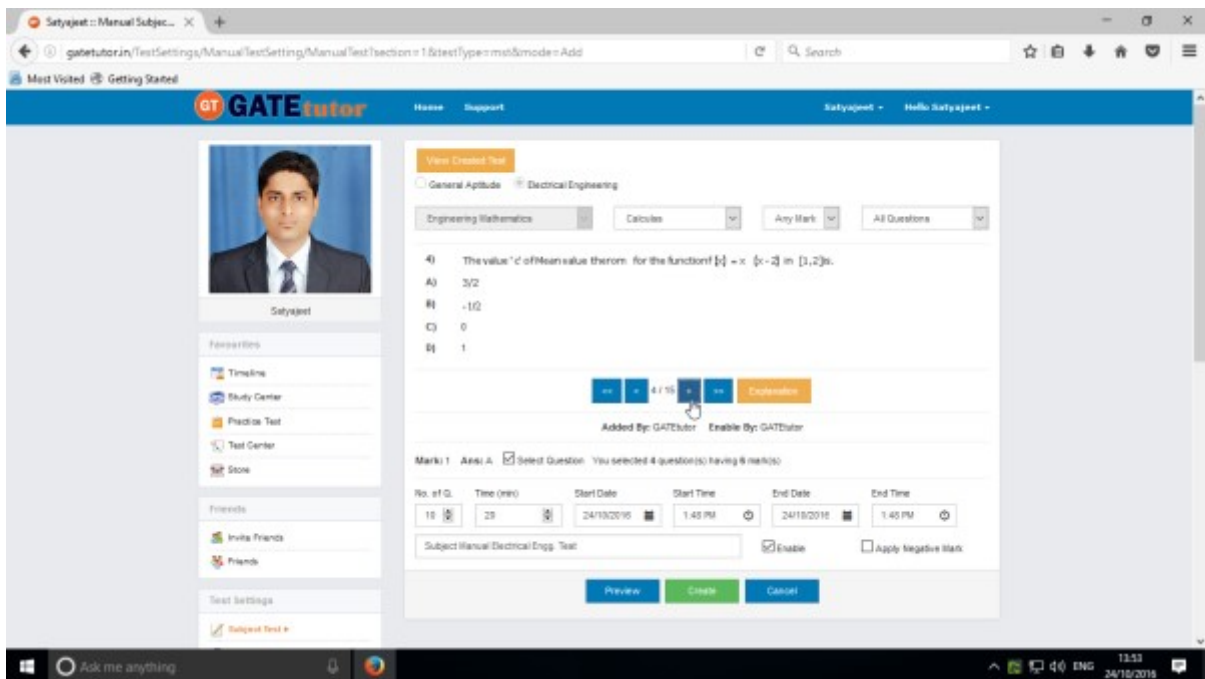 Satyajeet :: Manual Subjec...
gatetutor.in/TestSettings/ManualTestSetting/ManualTest?section=1&testType=mst&mode=Add
Search
Most Visited Getting Started
GT GATEtutor Home Support Satyajeet Hello Satyajeet
View Created Test
General Aptitude Electrical Engineering
Engineering Mathematics Calculus Any Mark All Questions
4) The value 'c' of Mean value therom for the function f [x] = x [x-2] in [1,2] is.
A) 3/2
B) -1/2
C) 0
D) 1
<< < 4 / 15 > >> Explanation
Added By: GATEtutor Enable By: GATEtutor
Mark: 1 Ans: A Select Question You selected 4 question(s) having 6 mark(s)
No. of Q. Time (min) Start Date Start Time End Date End Time
10 20 24/10/2016 1:48 PM 24/10/2016 1:48 PM
Subject Manual Electrical Engg. Test Enable Apply Negative Mark
Preview Create Cancel
Satyajeet
Favourties
Timeline
Study Center
Practice Test
Test Center
Store
Friends
Invite Friends
Friends
Test Settings
Subject Test
Ask me anything
ENG
13:53
24/10/2016